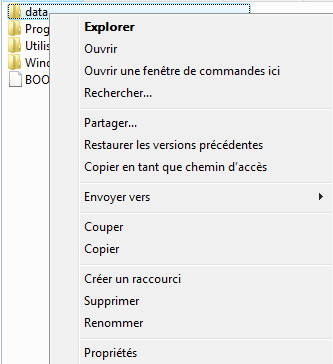 data
Prog
Utilis
Wind
BOO
Explorer
Ouvrir
Ouvrir une fenêtre de commandes ici
Rechercher...
Partager...
Restaurer les versions précédentes
Copier en tant que chemin d'accès
Envoyer vers
Couper
Copier
Créer un raccourci
Supprimer
Renommer
Propriétés